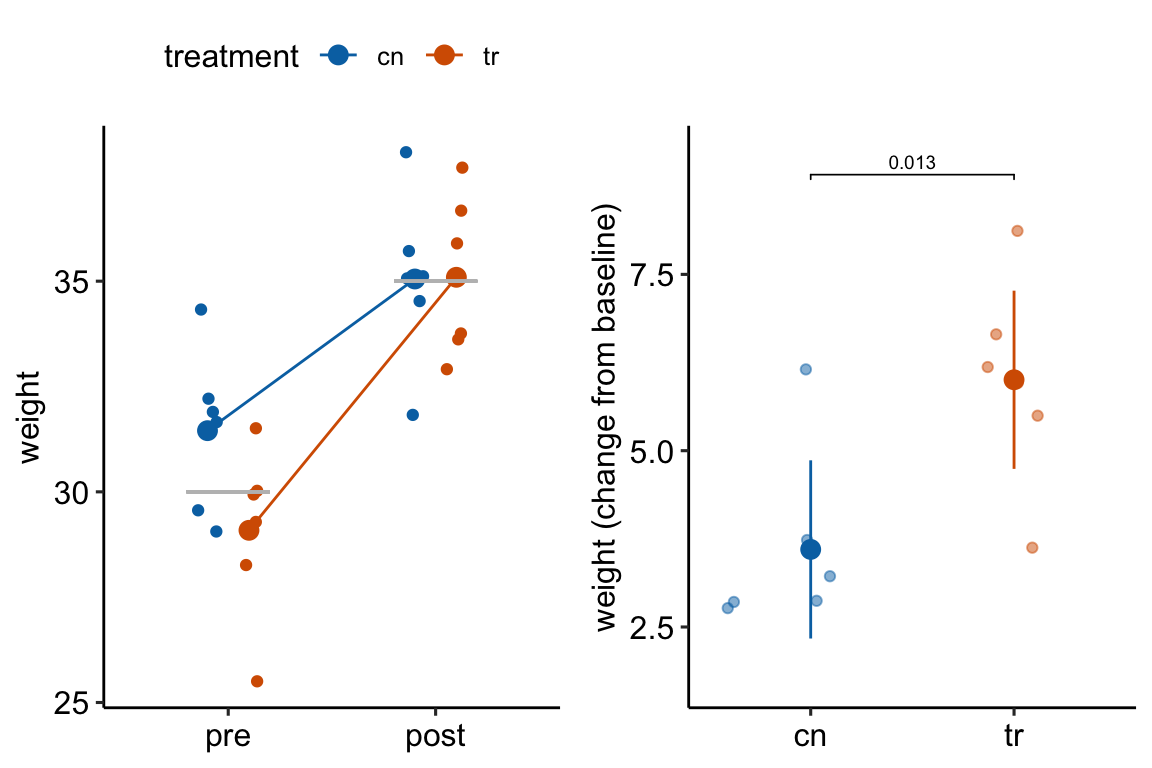 treatment cn tr
weight
35
30
25
pre post
weight (change from baseline)
0.013
7.5
5.0
2.5
cn tr